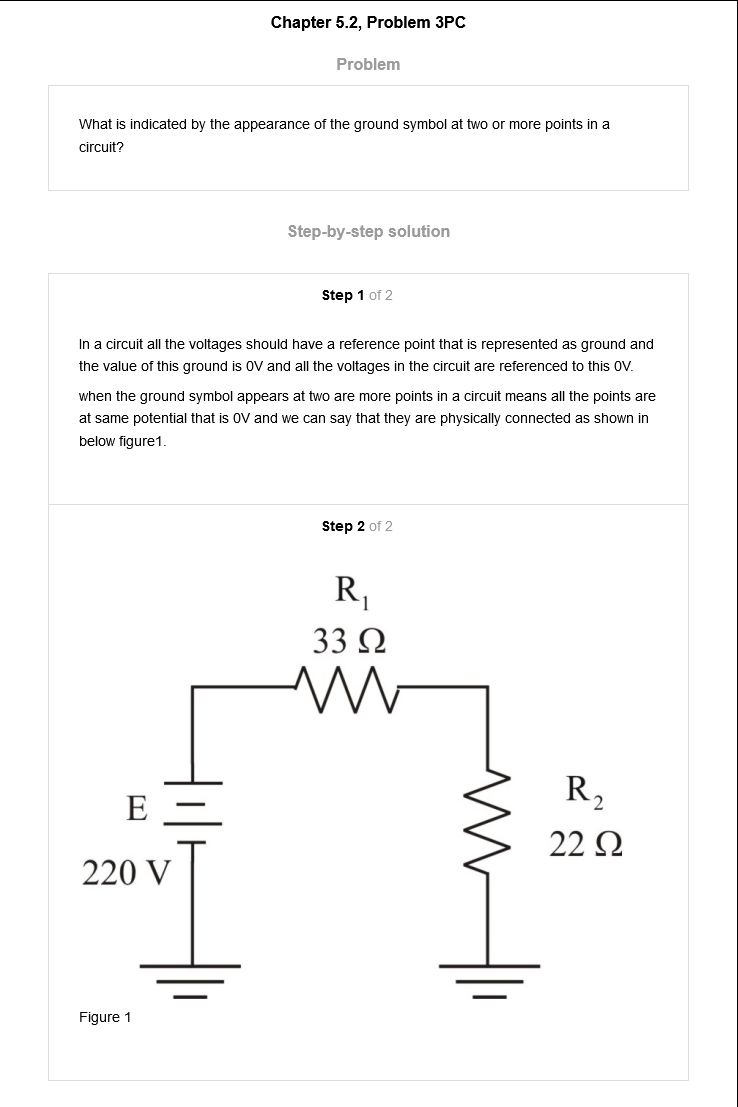 Chapter 5.2, Problem 3PC
Problem
What is indicated by the appearance of the ground symbol at two or more points in a
circuit?
Step-by-step solution
Step 1 of 2
In a circuit all the voltages should have a reference point that is represented as ground and
the value of this ground is 0V and all the voltages in the circuit are referenced to this 0V.
when the ground symbol appears at two are more points in a circuit means all the points are
at same potential that is 0V and we can say that they are physically connected as shown in
below figure1.
Step 2 of 2
R₁
33 Ω
E
220 V
R₂
22 Ω
Figure 1